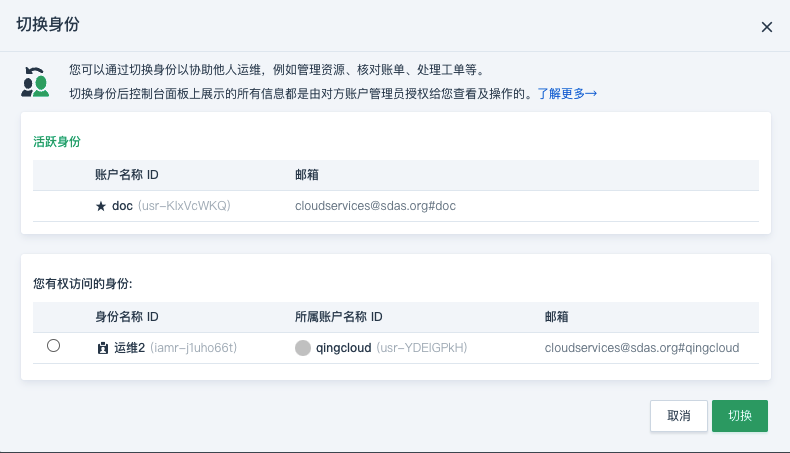 切换身份
您可以通过切换身份以协助他人运维，例如管理资源、核对账单、处理工单等。
切换身份后控制台面板上展示的所有信息都是由对方账户管理员授权给您查看及操作的。了解更多→
活跃身份
账户名称 ID 邮箱
★ doc (usr-KlxVcWKQ) cloudservices@sdas.org#doc
您有权访问的身份:
身份名称 ID 所属账户名称 ID 邮箱
运维2 (iamr-j1uho66t) qingcloud (usr-YDEIGPkH) cloudservices@sdas.org#qingcloud
取消 切换